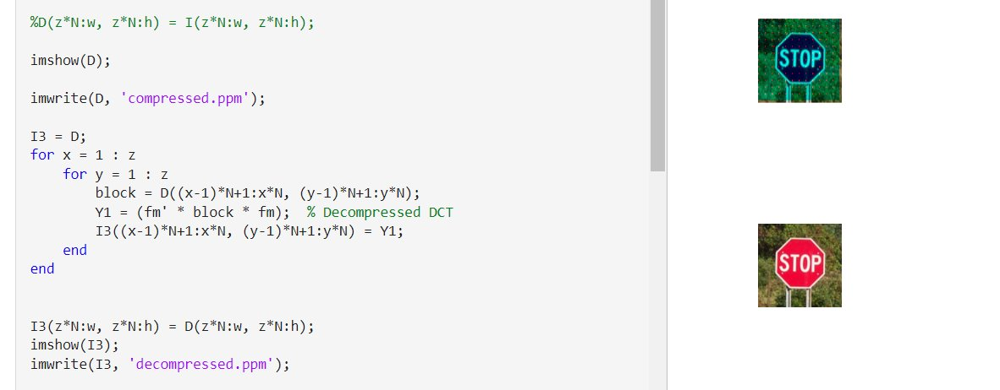 %D(z*N:w, z*N:h) = I(z*N:w, z*N:h);
imshow(D);
imwrite(D, 'compressed.ppm');
I3 = D;
for x = 1 : z
for y = 1 : z
block = D((x-1)*N+1:x*N, (y-1)*N+1:y*N);
Y1 = (fm' * block * fm);  % Decompressed DCT
I3((x-1)*N+1:x*N, (y-1)*N+1:y*N) = Y1;
end
end
I3(z*N:w, z*N:h) = D(z*N:w, z*N:h);
imshow(I3);
imwrite(I3, 'decompressed.ppm');
STOP
STOP